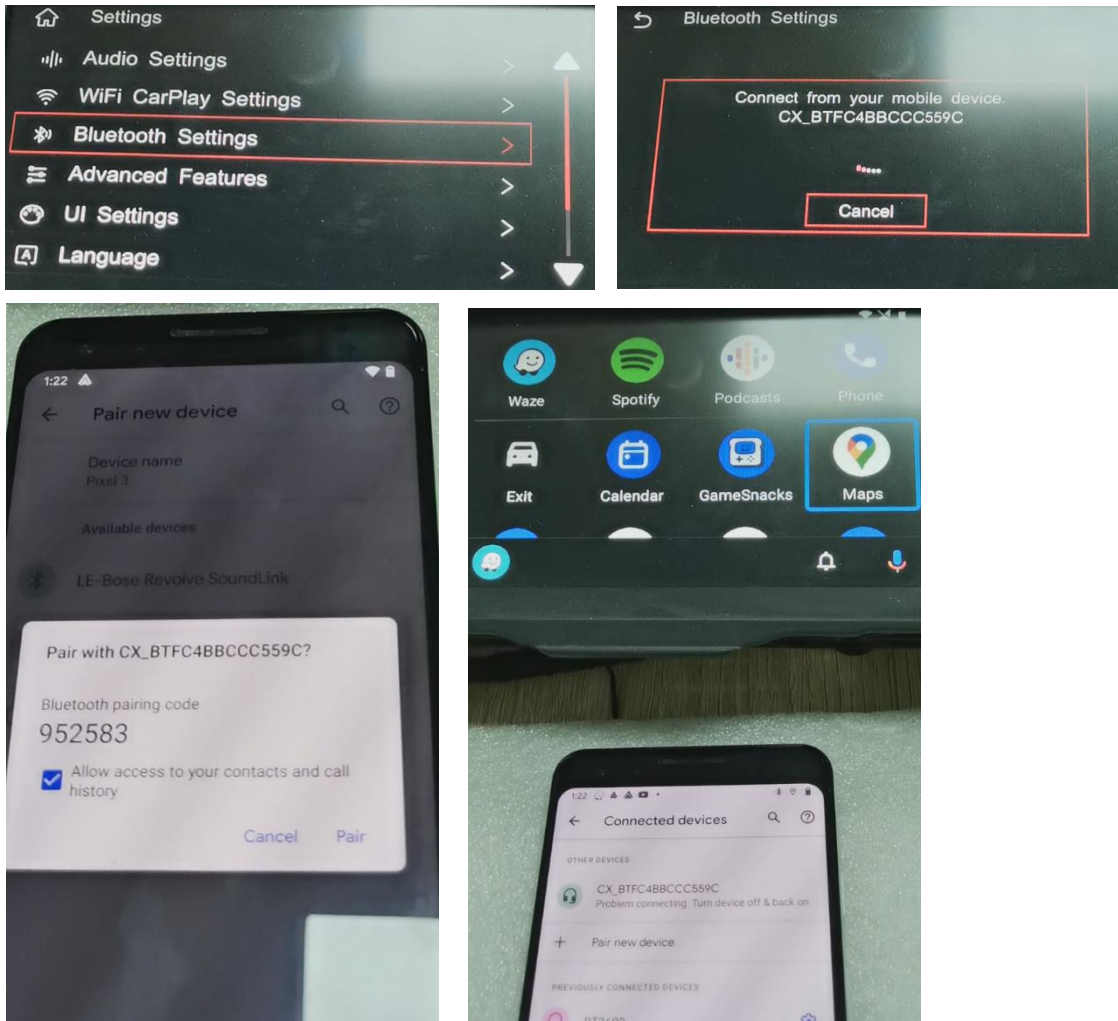 Settings
Audio Settings
WiFi CarPlay Settings
Bluetooth Settings
Advanced Features
UI Settings
A Language
Bluetooth Settings
Connect from your mobile device.
CX_BTFC4BBCCC559C
Cancel
1:22
Pair new device
Device name
Pixel 3
Available devices
LE-Bose Revolve SoundLink
Pair with CX_BTFC4BBCCC559C?
Bluetooth pairing code
952583
Allow access to your contacts and call
history
Cancel Pair
Waze Spotify Podcasts Phone
Exit Calendar GameSnacks Maps
1:22
Connected devices
OTHER DEVICES
CX_BTFC4BBCCC559C
Problem connecting. Turn device off & back on
+ Pair new device
PREVIOUSLY CONNECTED DEVICES